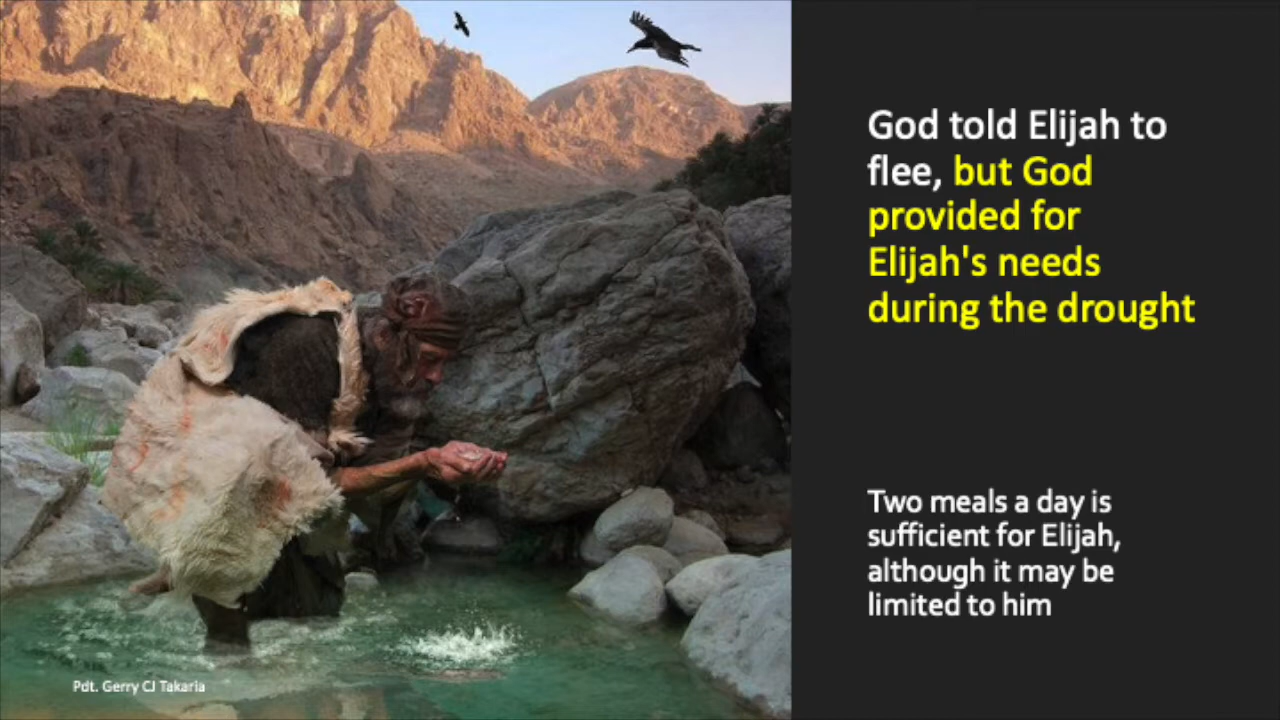 God told Elijah to
flee, but God
provided for
Elijah's needs
during the drought
Two meals a day is
sufficient for Elijah,
although it may be
limited to him
Pdt. Gerry CJ Takaria